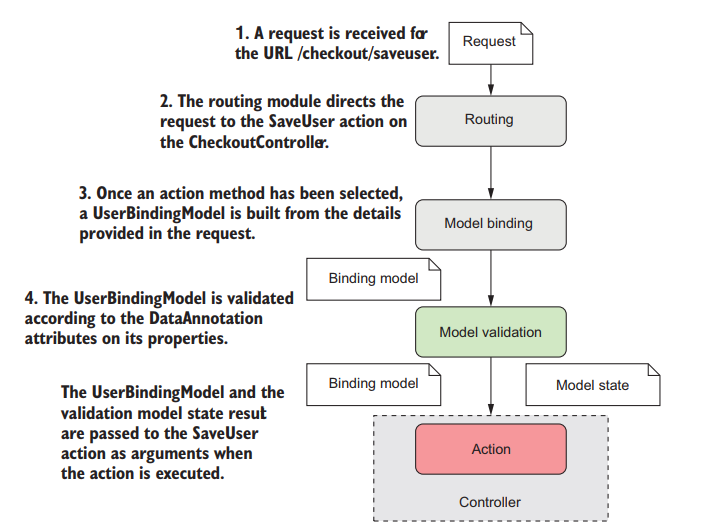 1. A request is received for
the URL /checkout/saveuser.
Request
2. The routing module directs the
request to the SaveUser action on
the CheckoutController.
Routing
3. Once an action method has been selected,
a UserBindingModel is built from the details
provided in the request.
Model binding
Binding model
4. The UserBindingModel is validated
according to the DataAnnotation
attributes on its properties.
Model validation
Binding model
Model state
The UserBindingModel and the
validation model state result
are passed to the SaveUser
action as arguments when
the action is executed.
Action
Controller